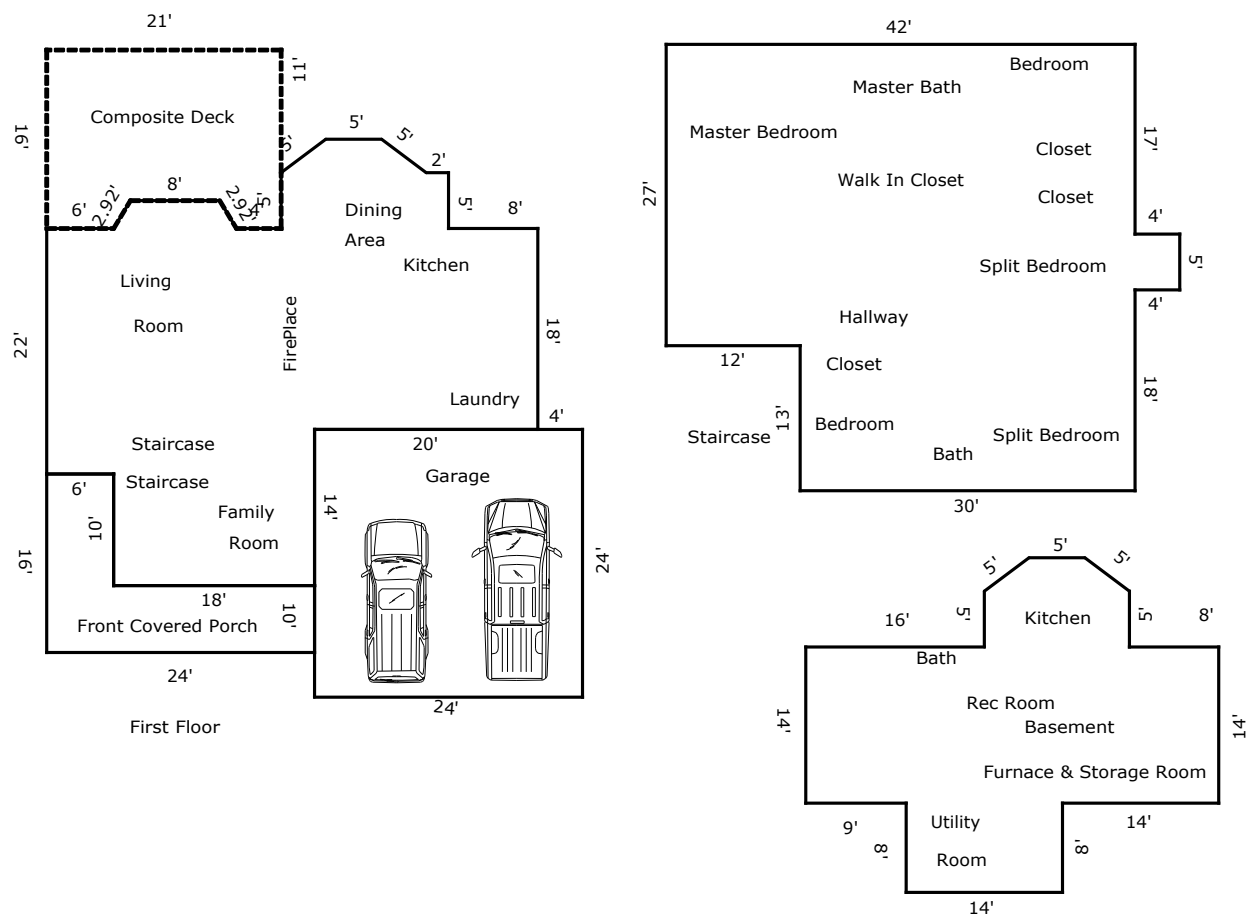 21'
11'
16'
Composite Deck
5'
5'
5'
2'
8'
2.92'
2.92'
6'
4'
5'
5'
8'
Dining
Area
Kitchen
Living
Room
FirePlace
22'
18'
Laundry
4'
20'
Staircase
Staircase
Garage
6'
10'
14'
Family
Room
24'
16'
18'
10'
Front Covered Porch
24'
24'
First Floor
42'
Bedroom
Master Bath
Master Bedroom
17'
Closet
Walk In Closet
Closet
27'
4'
Split Bedroom
5'
4'
Hallway
12'
Closet
18'
13'
Bedroom
Staircase
Split Bedroom
Bath
30'
5'
5'
5'
16'
5'
Kitchen
5'
8'
Bath
Rec Room
Basement
14'
14'
Furnace & Storage Room
9'
Utility
14'
8'
Room
8'
14'